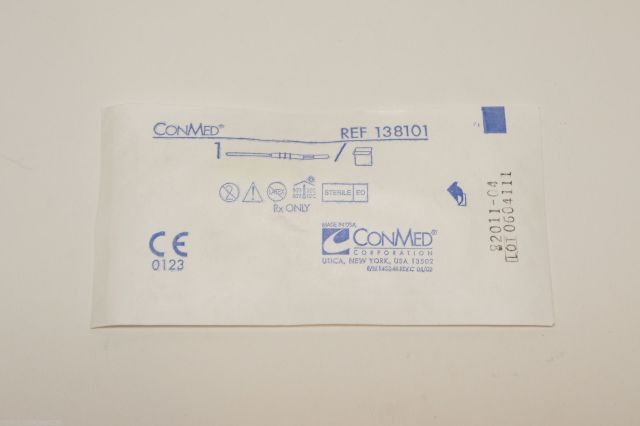 CONMED®
REF 138101
1 /
LATEX
STERILE EO
Rx ONLY
CE
0123
MADE IN USA
CONMED®
CORPORATION
UTICA, NEW YORK, USA 13502
2011-04
LOT 0604111